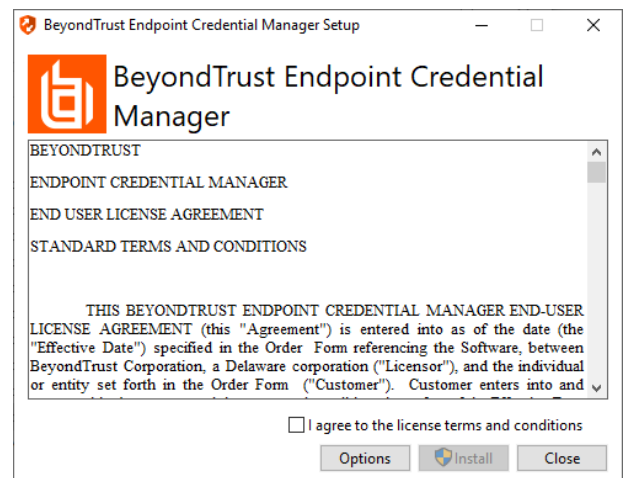 BeyondTrust Endpoint Credential Manager Setup
BeyondTrust Endpoint Credential
Manager
BEYONDTRUST
ENDPOINT CREDENTIAL MANAGER
END USER LICENSE AGREEMENT
STANDARD TERMS AND CONDITIONS
THIS BEYONDTRUST ENDPOINT CREDENTIAL MANAGER END-USER
LICENSE AGREEMENT (this "Agreement") is entered into as of the date (the
"Effective Date") specified in the Order Form referencing the Software, between
BeyondTrust Corporation, a Delaware corporation ("Licensor"), and the individual
or entity set forth in the Order Form ("Customer"). Customer enters into and
I agree to the license terms and conditions
Options Install Close